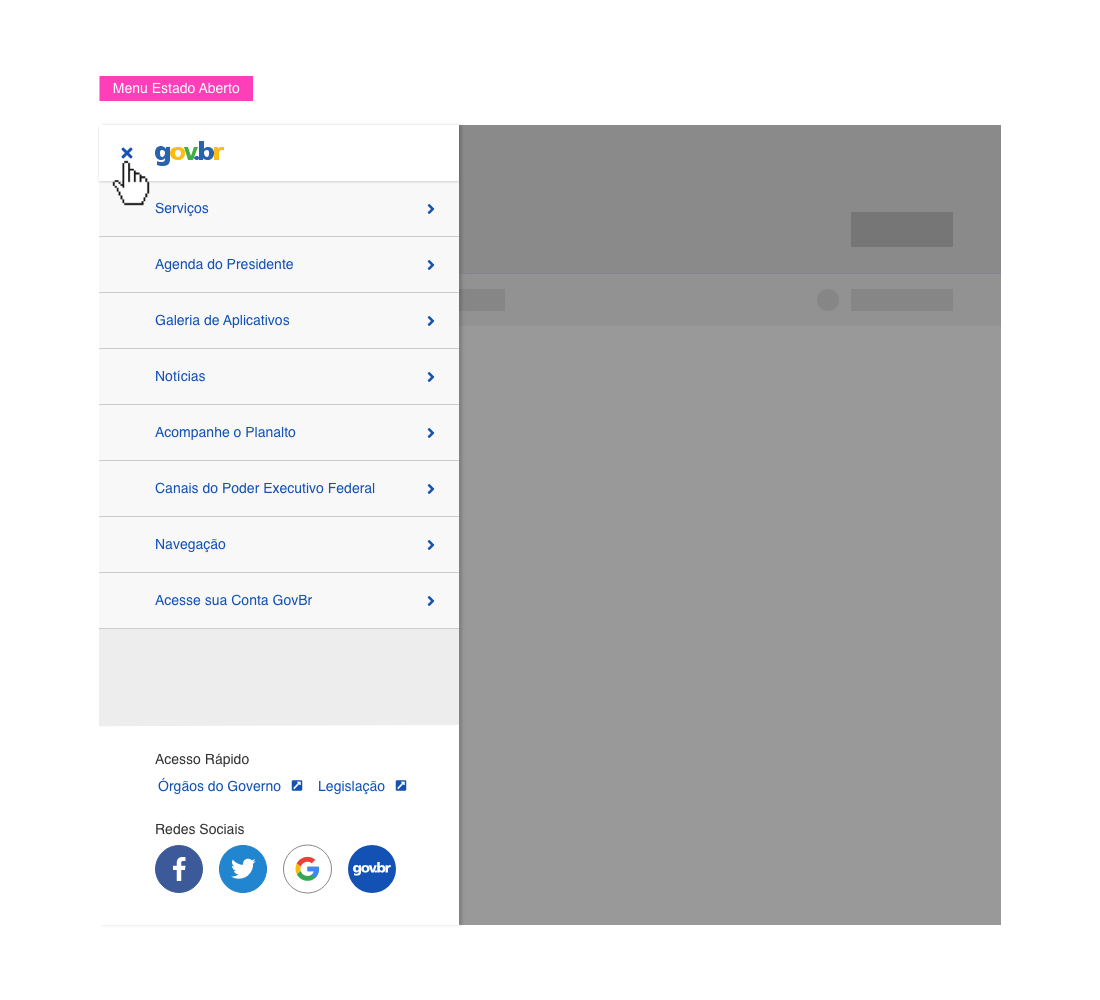 Menu Estado Aberto
gov.br
Serviços
Agenda do Presidente
Galeria de Aplicativos
Notícias
Acompanhe o Planalto
Canais do Poder Executivo Federal
Navegação
Acesse sua Conta GovBr
Acesso Rápido
Órgãos do Governo Legislação
Redes Sociais
gov.br